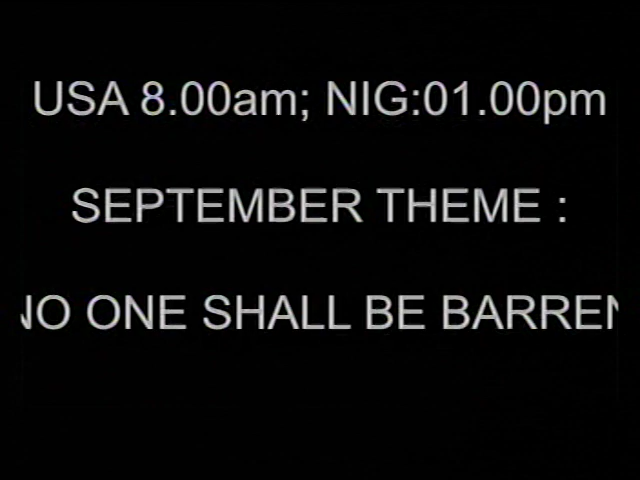 USA 8.00am; NIG:01.00pm
SEPTEMBER THEME :
NO ONE SHALL BE BARREN